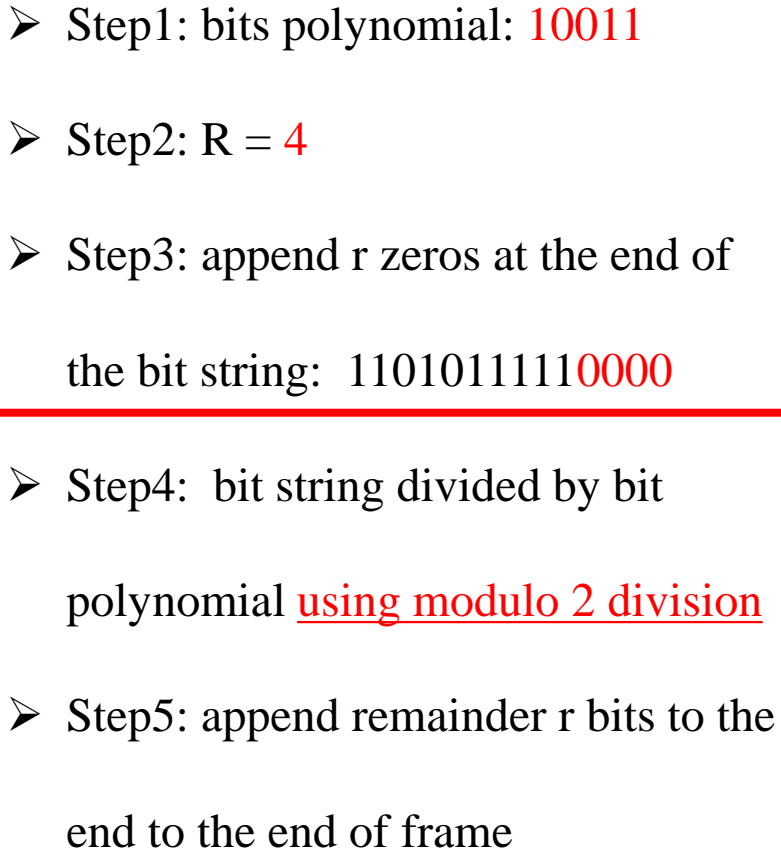 ➢ Step1: bits polynomial: 10011
➢ Step2: R = 4
➢ Step3: append r zeros at the end of
the bit string: 11010111110000
➢ Step4: bit string divided by bit
polynomial using modulo 2 division
➢ Step5: append remainder r bits to the
end to the end of frame